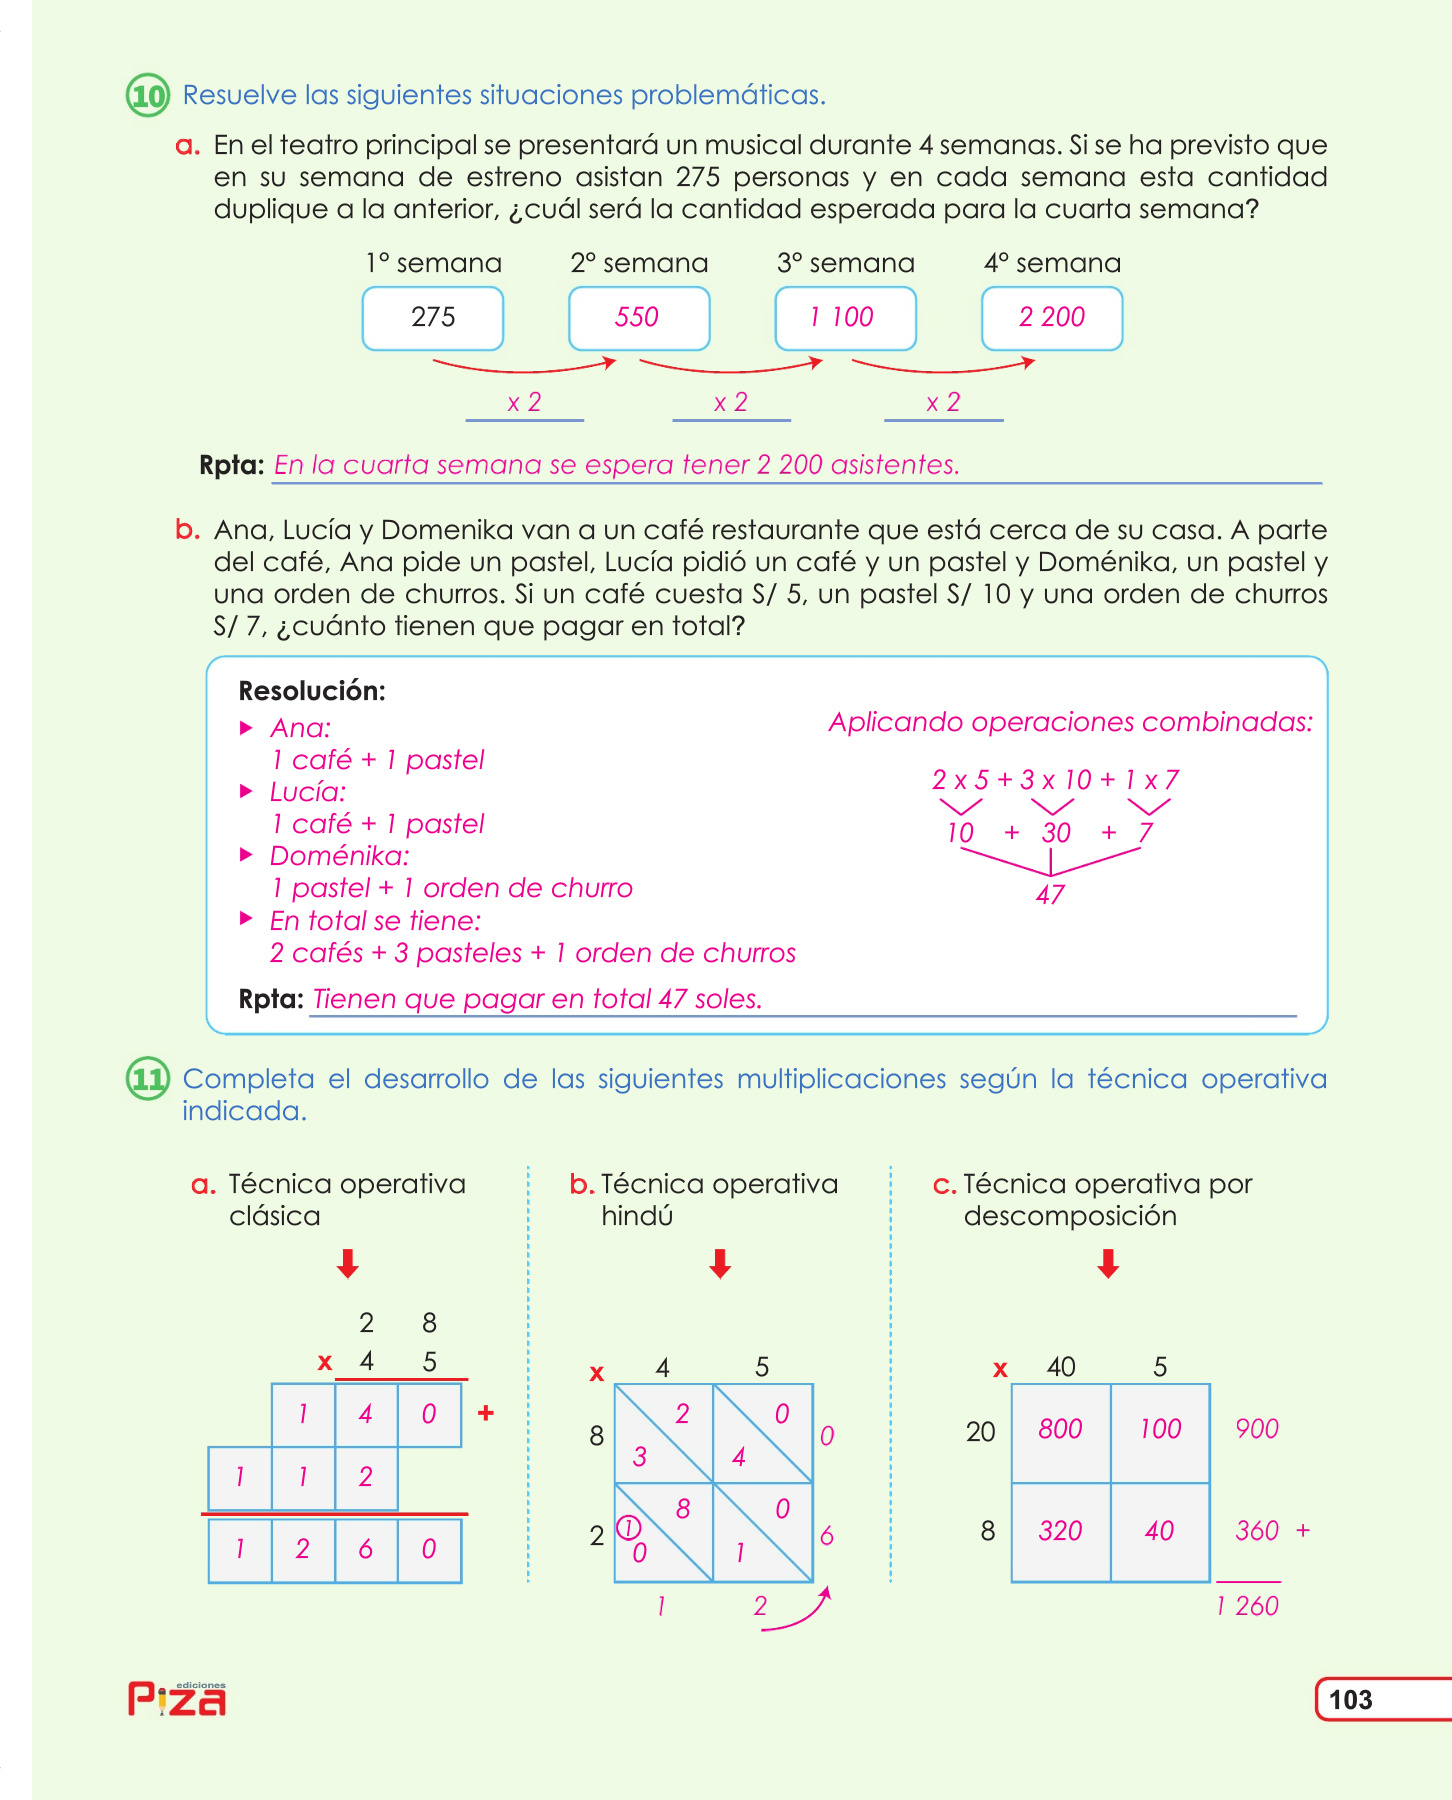 10 Resuelve las siguientes situaciones problemáticas.
a. En el teatro principal se presentará un musical durante 4 semanas. Si se ha previsto que
en su semana de estreno asistan 275 personas y en cada semana esta cantidad
duplique a la anterior, ¿cuál será la cantidad esperada para la cuarta semana?
1° semana 2° semana 3° semana 4° semana
275 550 1 100 2 200
x 2 x 2 x 2
Rpta: En la cuarta semana se espera tener 2 200 asistentes.
b. Ana, Lucía y Domenika van a un café restaurante que está cerca de su casa. A parte
del café, Ana pide un pastel, Lucía pidió un café y un pastel y Doménika, un pastel y
una orden de churros. Si un café cuesta S/ 5, un pastel S/ 10 y una orden de churros
S/ 7, ¿cuánto tienen que pagar en total?
Resolución:
Ana:
1 café + 1 pastel
Lucía:
1 café + 1 pastel
Doménika:
1 pastel + 1 orden de churro
En total se tiene:
2 cafés + 3 pasteles + 1 orden de churros
Aplicando operaciones combinadas:
2 x 5 + 3 x 10 + 1 x 7
10 + 30 + 7
47
Rpta: Tienen que pagar en total 47 soles.
11 Completa el desarrollo de las siguientes multiplicaciones según la técnica operativa
indicada.
a. Técnica operativa
clásica
2 8
x 4 5
1 4 0 +
1 1 2
1 2 6 0
b. Técnica operativa
hindú
x 4 5
2 0
8 0
3 4
8 0
2 1 6
0 1
1 2
c. Técnica operativa por
descomposición
x 40 5
20 800 100 900
8 320 40 360 +
1 260
ediciones
Piza
103